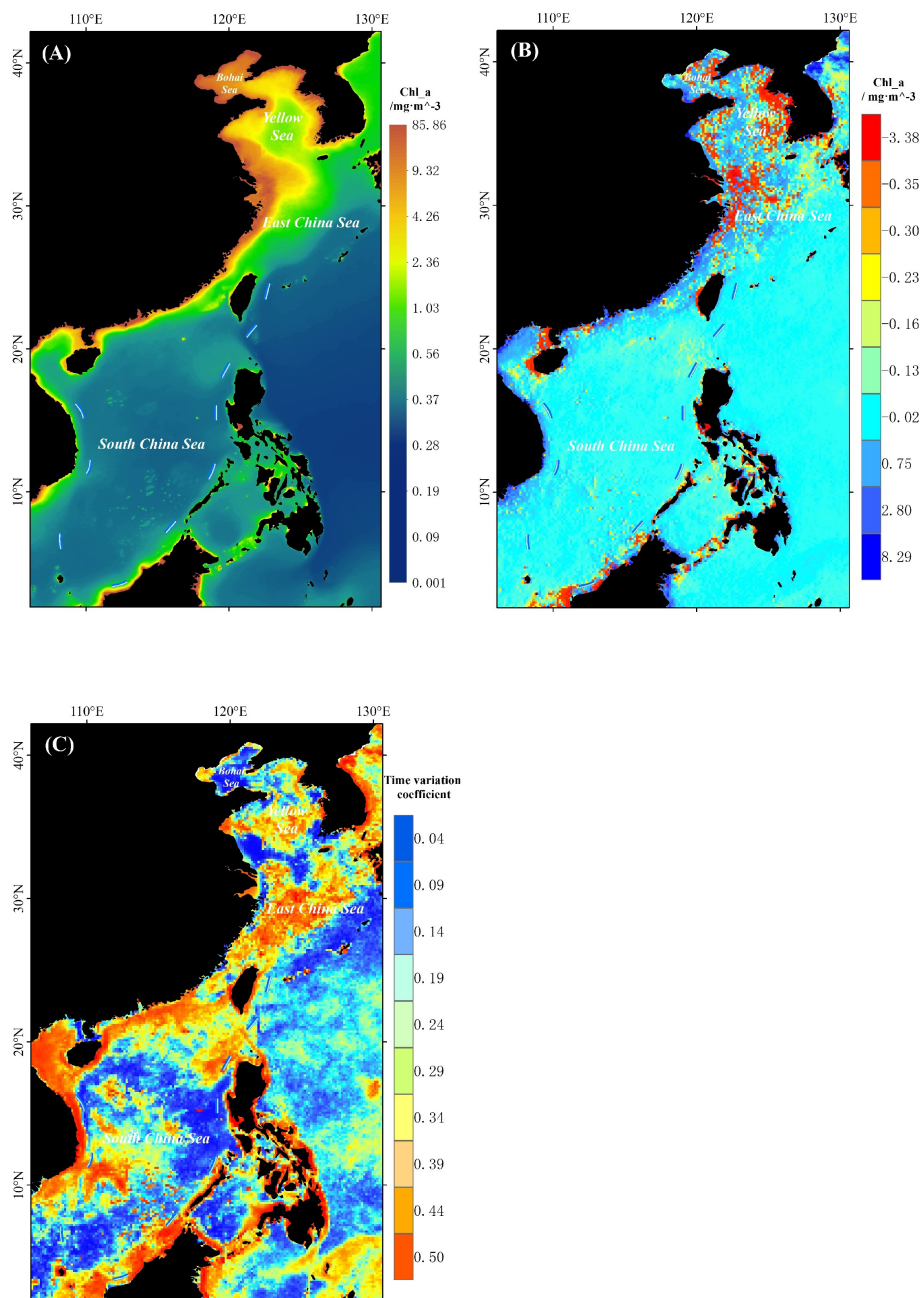 110°E
120°E
130°E
(A)
40°N
30°N
20°N
10°N
Bohai
Sea
Yellow
Sea
East China Sea
South China Sea
Chl_a
/mg·m^-3
85.86
9.32
4.26
2.36
1.03
0.56
0.37
0.28
0.19
0.09
0.001
110°E
120°E
130°E
(B)
40°N
30°N
20°N
10°N
Bohai
Sea
Yellow
Sea
East China Sea
South China Sea
Chl_a
/ mg·m^-3
-3.38
-0.35
-0.30
-0.23
-0.16
-0.13
-0.02
0.75
2.80
8.29
110°E
120°E
130°E
(C)
40°N
30°N
20°N
10°N
Bohai
Sea
Yellow
Sea
East China Sea
South China Sea
Time variation
coefficient
0.04
0.09
0.14
0.19
0.24
0.29
0.34
0.39
0.44
0.50